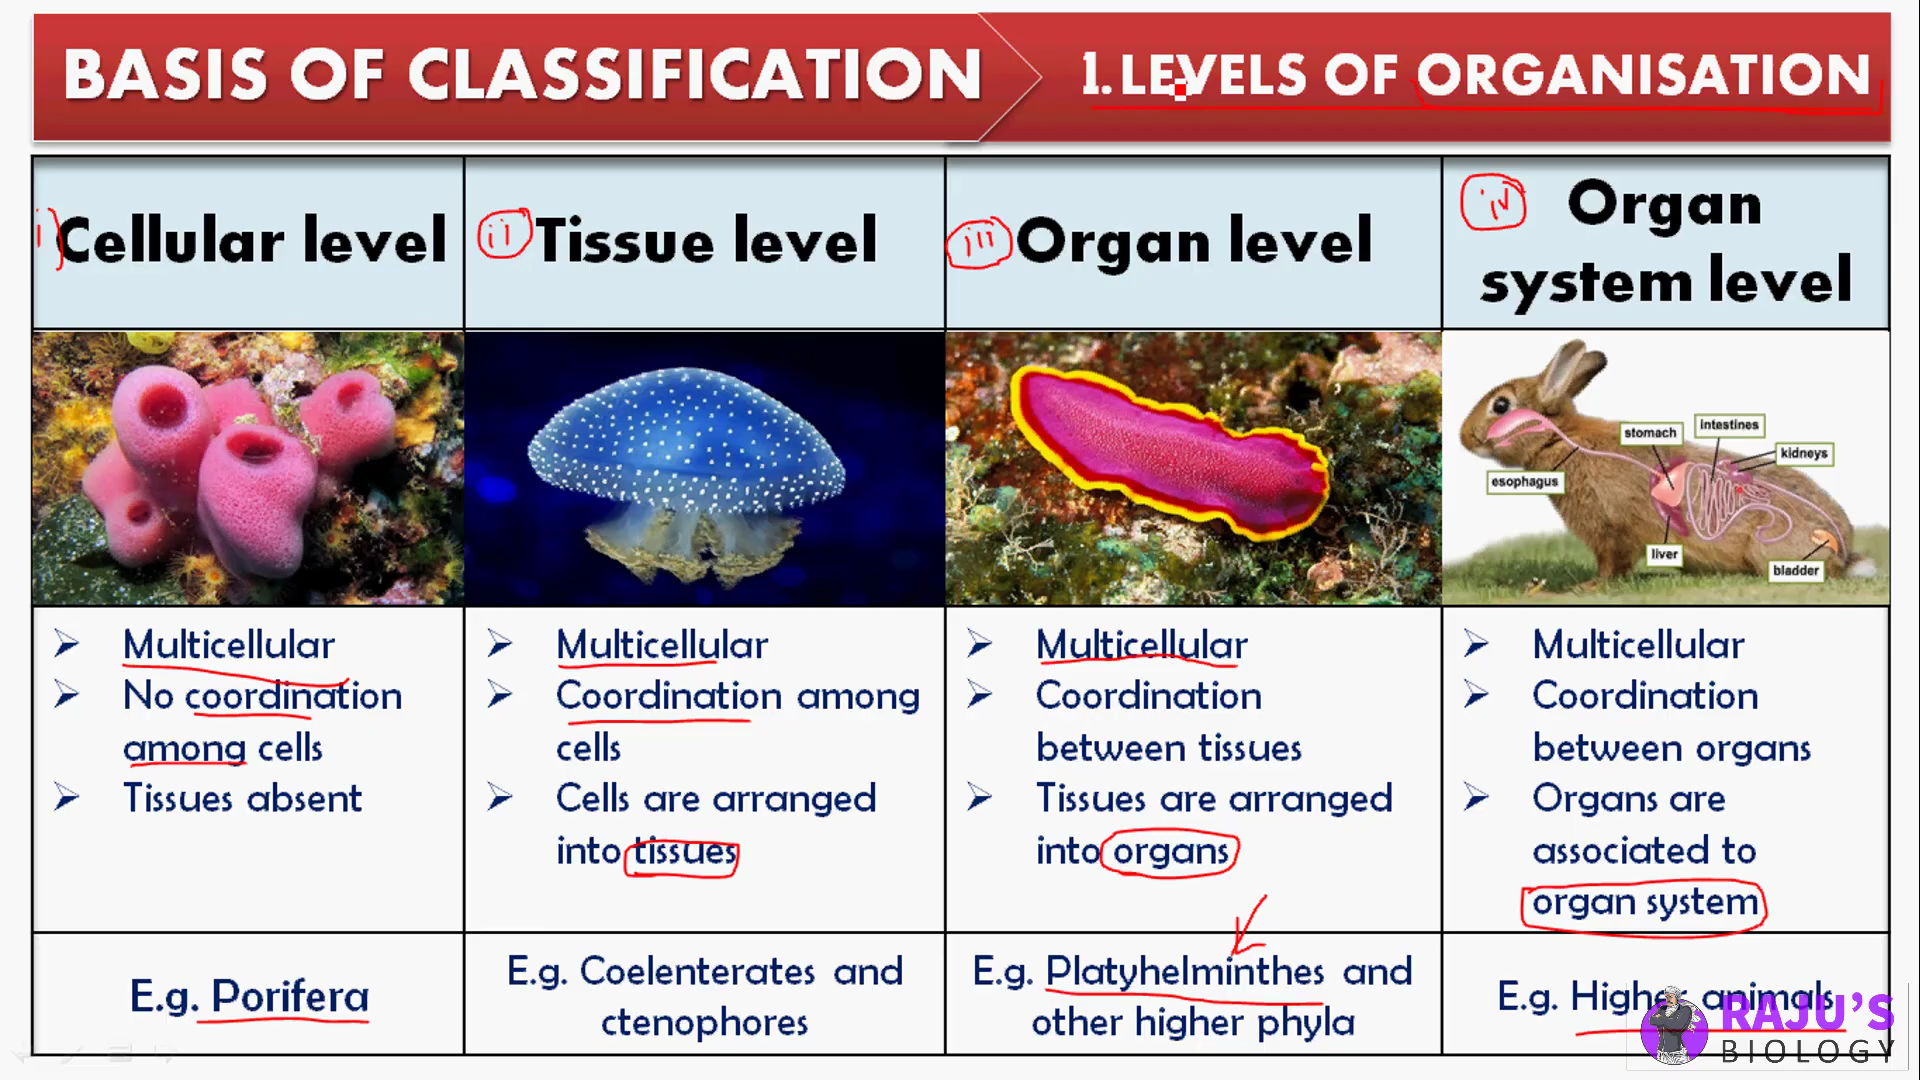 BASIS OF CLASSIFICATION
1. LEVELS OF ORGANISATION
i) Cellular level
ii Tissue level
iii Organ level
iv Organ
system level
stomach
intestines
kidneys
esophagus
liver
bladder
➢ Multicellular
➢ No coordination
among cells
➢ Tissues absent
➢ Multicellular
➢ Coordination among
cells
➢ Cells are arranged
into tissues
➢ Multicellular
➢ Coordination
between tissues
➢ Tissues are arranged
into organs
➢ Multicellular
➢ Coordination
between organs
➢ Organs are
associated to
organ system
E.g. Porifera
E.g. Coelenterates and
ctenophores
E.g. Platyhelminthes and
other higher phyla
E.g. Higher animals
RAJU'S
BIOLOGY